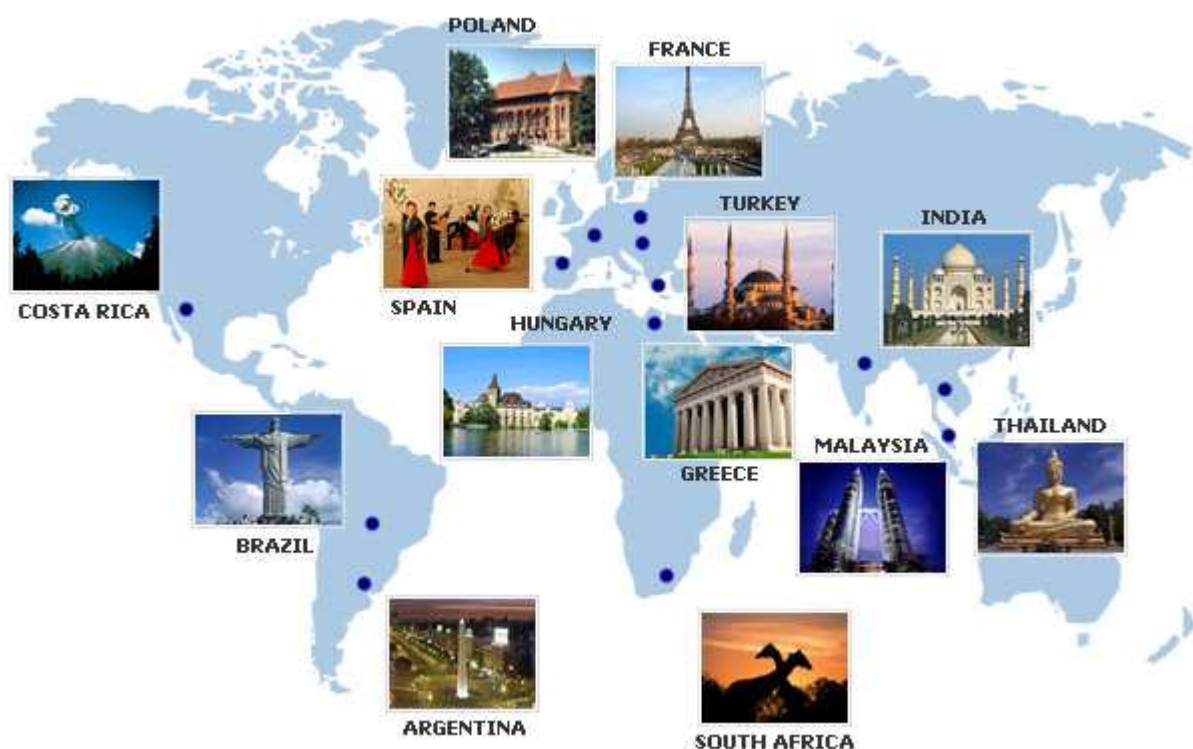 POLAND
FRANCE
TURKEY
INDIA
COSTA RICA
SPAIN
HUNGARY
MALAYSIA
THAILAND
GREECE
BRAZIL
ARGENTINA
SOUTH AFRICA